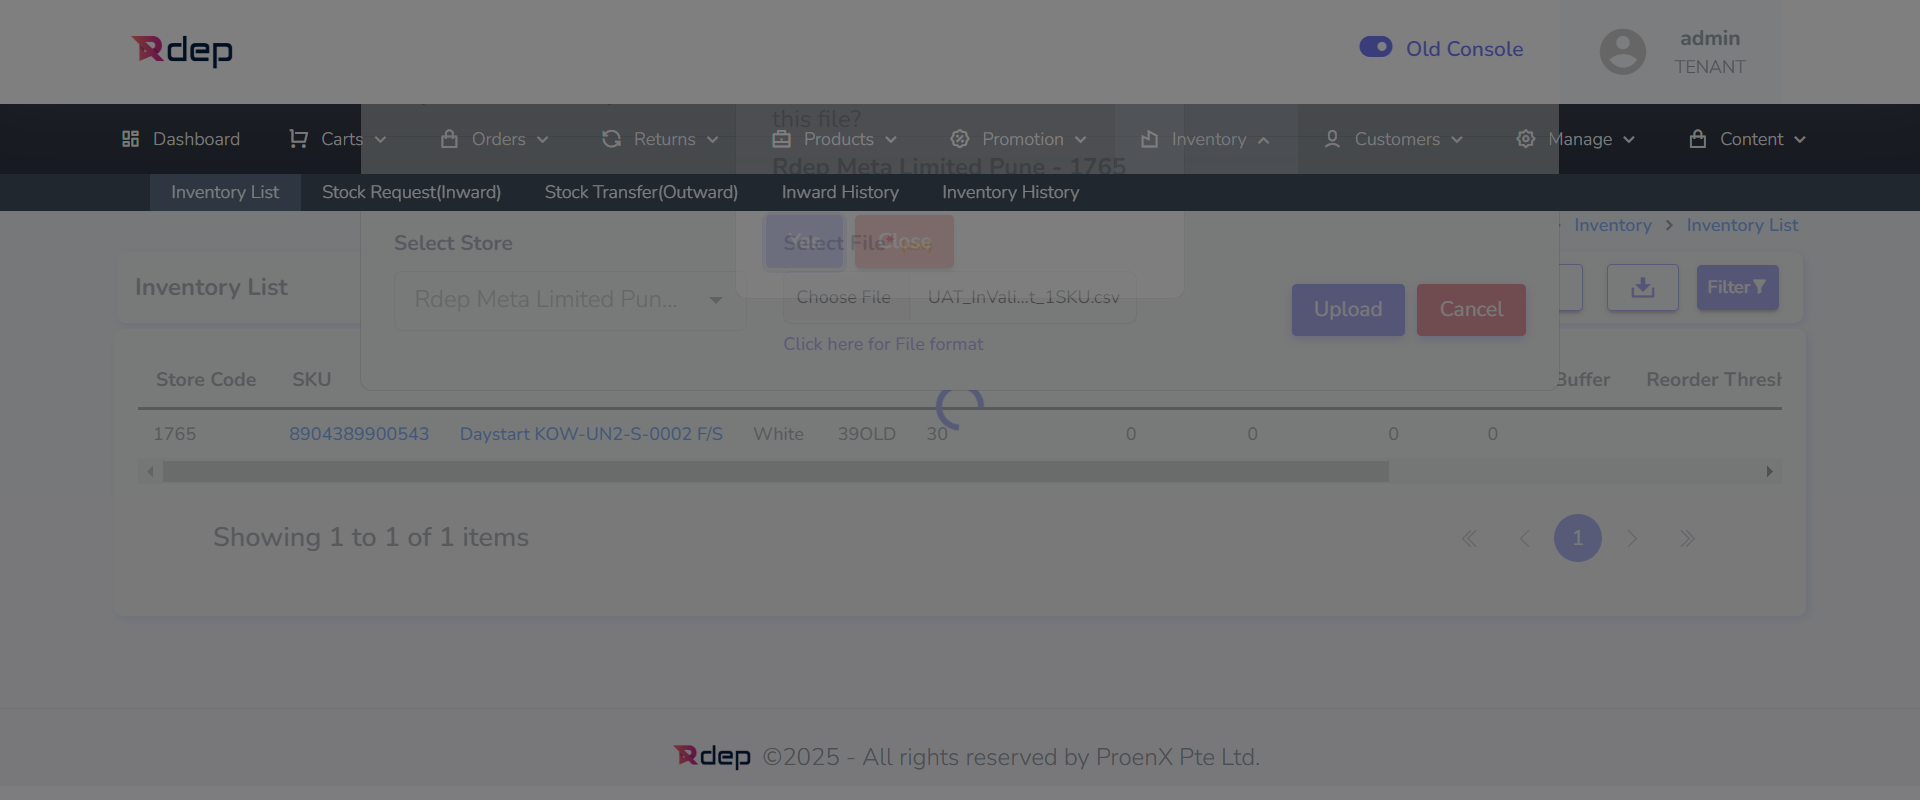 Rdep
Old Console
admin
TENANT
this file?
Dashboard
Carts
Orders
Returns
Products
Promotion
Inventory
Customers
Manage
Content
Rdep Meta Limited Pune - 1765
Inventory List
Stock Request(Inward)
Stock Transfer(Outward)
Inward History
Inventory History
Inventory > Inventory List
Select Store
Yes
Select File*
Close
Inventory List
Rdep Meta Limited Pun...
Choose File
UAT_InVali...t_1SKU.csv
Upload
Cancel
Filter
Click here for File format
Store Code
SKU
Buffer
Reorder Thresh
1765
8904389900543
Daystart KOW-UN2-S-0002 F/S
White
39OLD
30
0
0
0
0
Showing 1 to 1 of 1 items
1
Rdep ©2025 - All rights reserved by ProenX Pte Ltd.